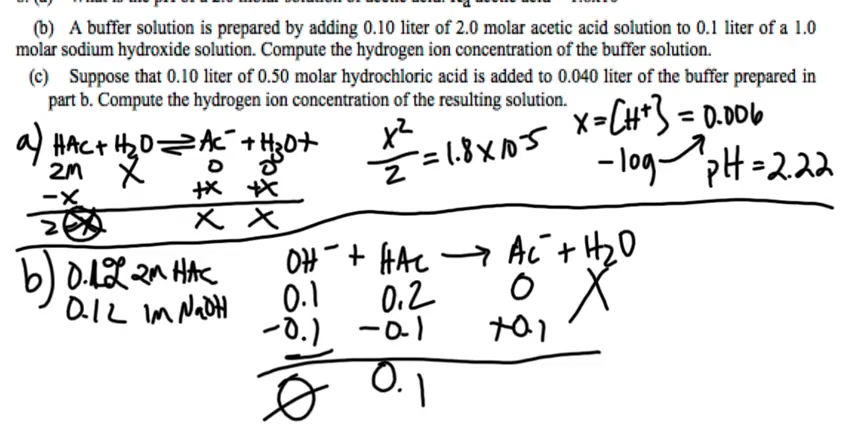 (b) A buffer solution is prepared by adding 0.10 liter of 2.0 molar acetic acid solution to 0.1 liter of a 1.0
molar sodium hydroxide solution. Compute the hydrogen ion concentration of the buffer solution.
(c) Suppose that 0.10 liter of 0.50 molar hydrochloric acid is added to 0.040 liter of the buffer prepared in
part b. Compute the hydrogen ion concentration of the resulting solution.
a) HAc + H₂O ⇌ Ac⁻ + H₃O+
2m X 0 0
-x +x +x
2 x x x
x²/2 = 1.8 x 10-5
x = [H⁺] = 0.006
-log pH = 2.22
b) 0.1L 2m HAc
0.1L 1m NaOH
OH⁻ + HAc → Ac⁻ + H₂O
0.1 0.2 0 X
-0.1 -0.1 +0.1
0 0.1